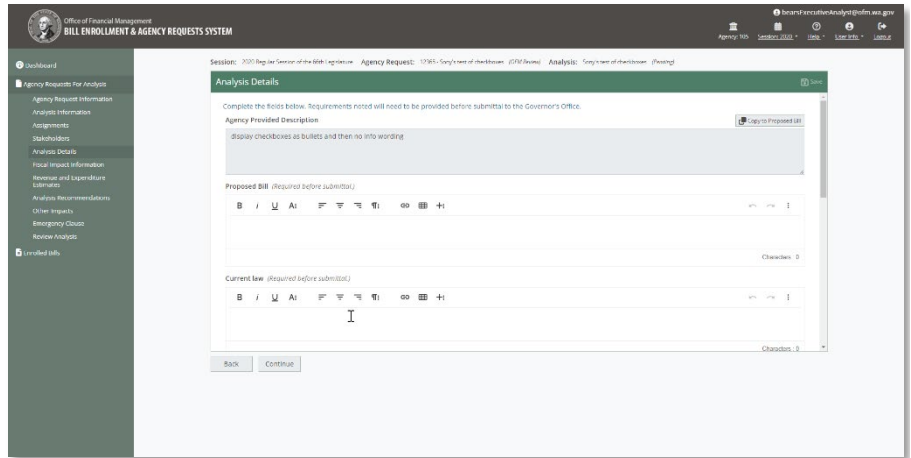 bearsExecutiveAnalyst@ofm.wa.gov
Office of Financial Management
BILL ENROLLMENT & AGENCY REQUESTS SYSTEM
Agency: 105 Session: 2020 Help User Info Logout
Dashboard
Session: 2020 Regular Session of the 66th Legislature Agency Request: 12365 - Sony's test of checkboxes (OFM Review) Analysis: Sony's test of checkboxes (Pending)
Agency Requests For Analysis
Agency Request Information
Analysis Information
Assignments
Stakeholders
Analysis Details
Fiscal Impact Information
Revenue and Expenditure
Estimates
Analysis Recommendations
Other Impacts
Emergency Clause
Review Analysis
Enrolled Bills
Analysis Details Save
Complete the fields below. Requirements noted will need to be provided before submittal to the Governor's Office.
Agency Provided Description Copy to Proposed Bill
display checkboxes as bullets and then no info wording
Proposed Bill (Required before submittal.)
B I U A
Characters : 0
Current law (Required before submittal.)
B I U A
Characters : 0
Back Continue